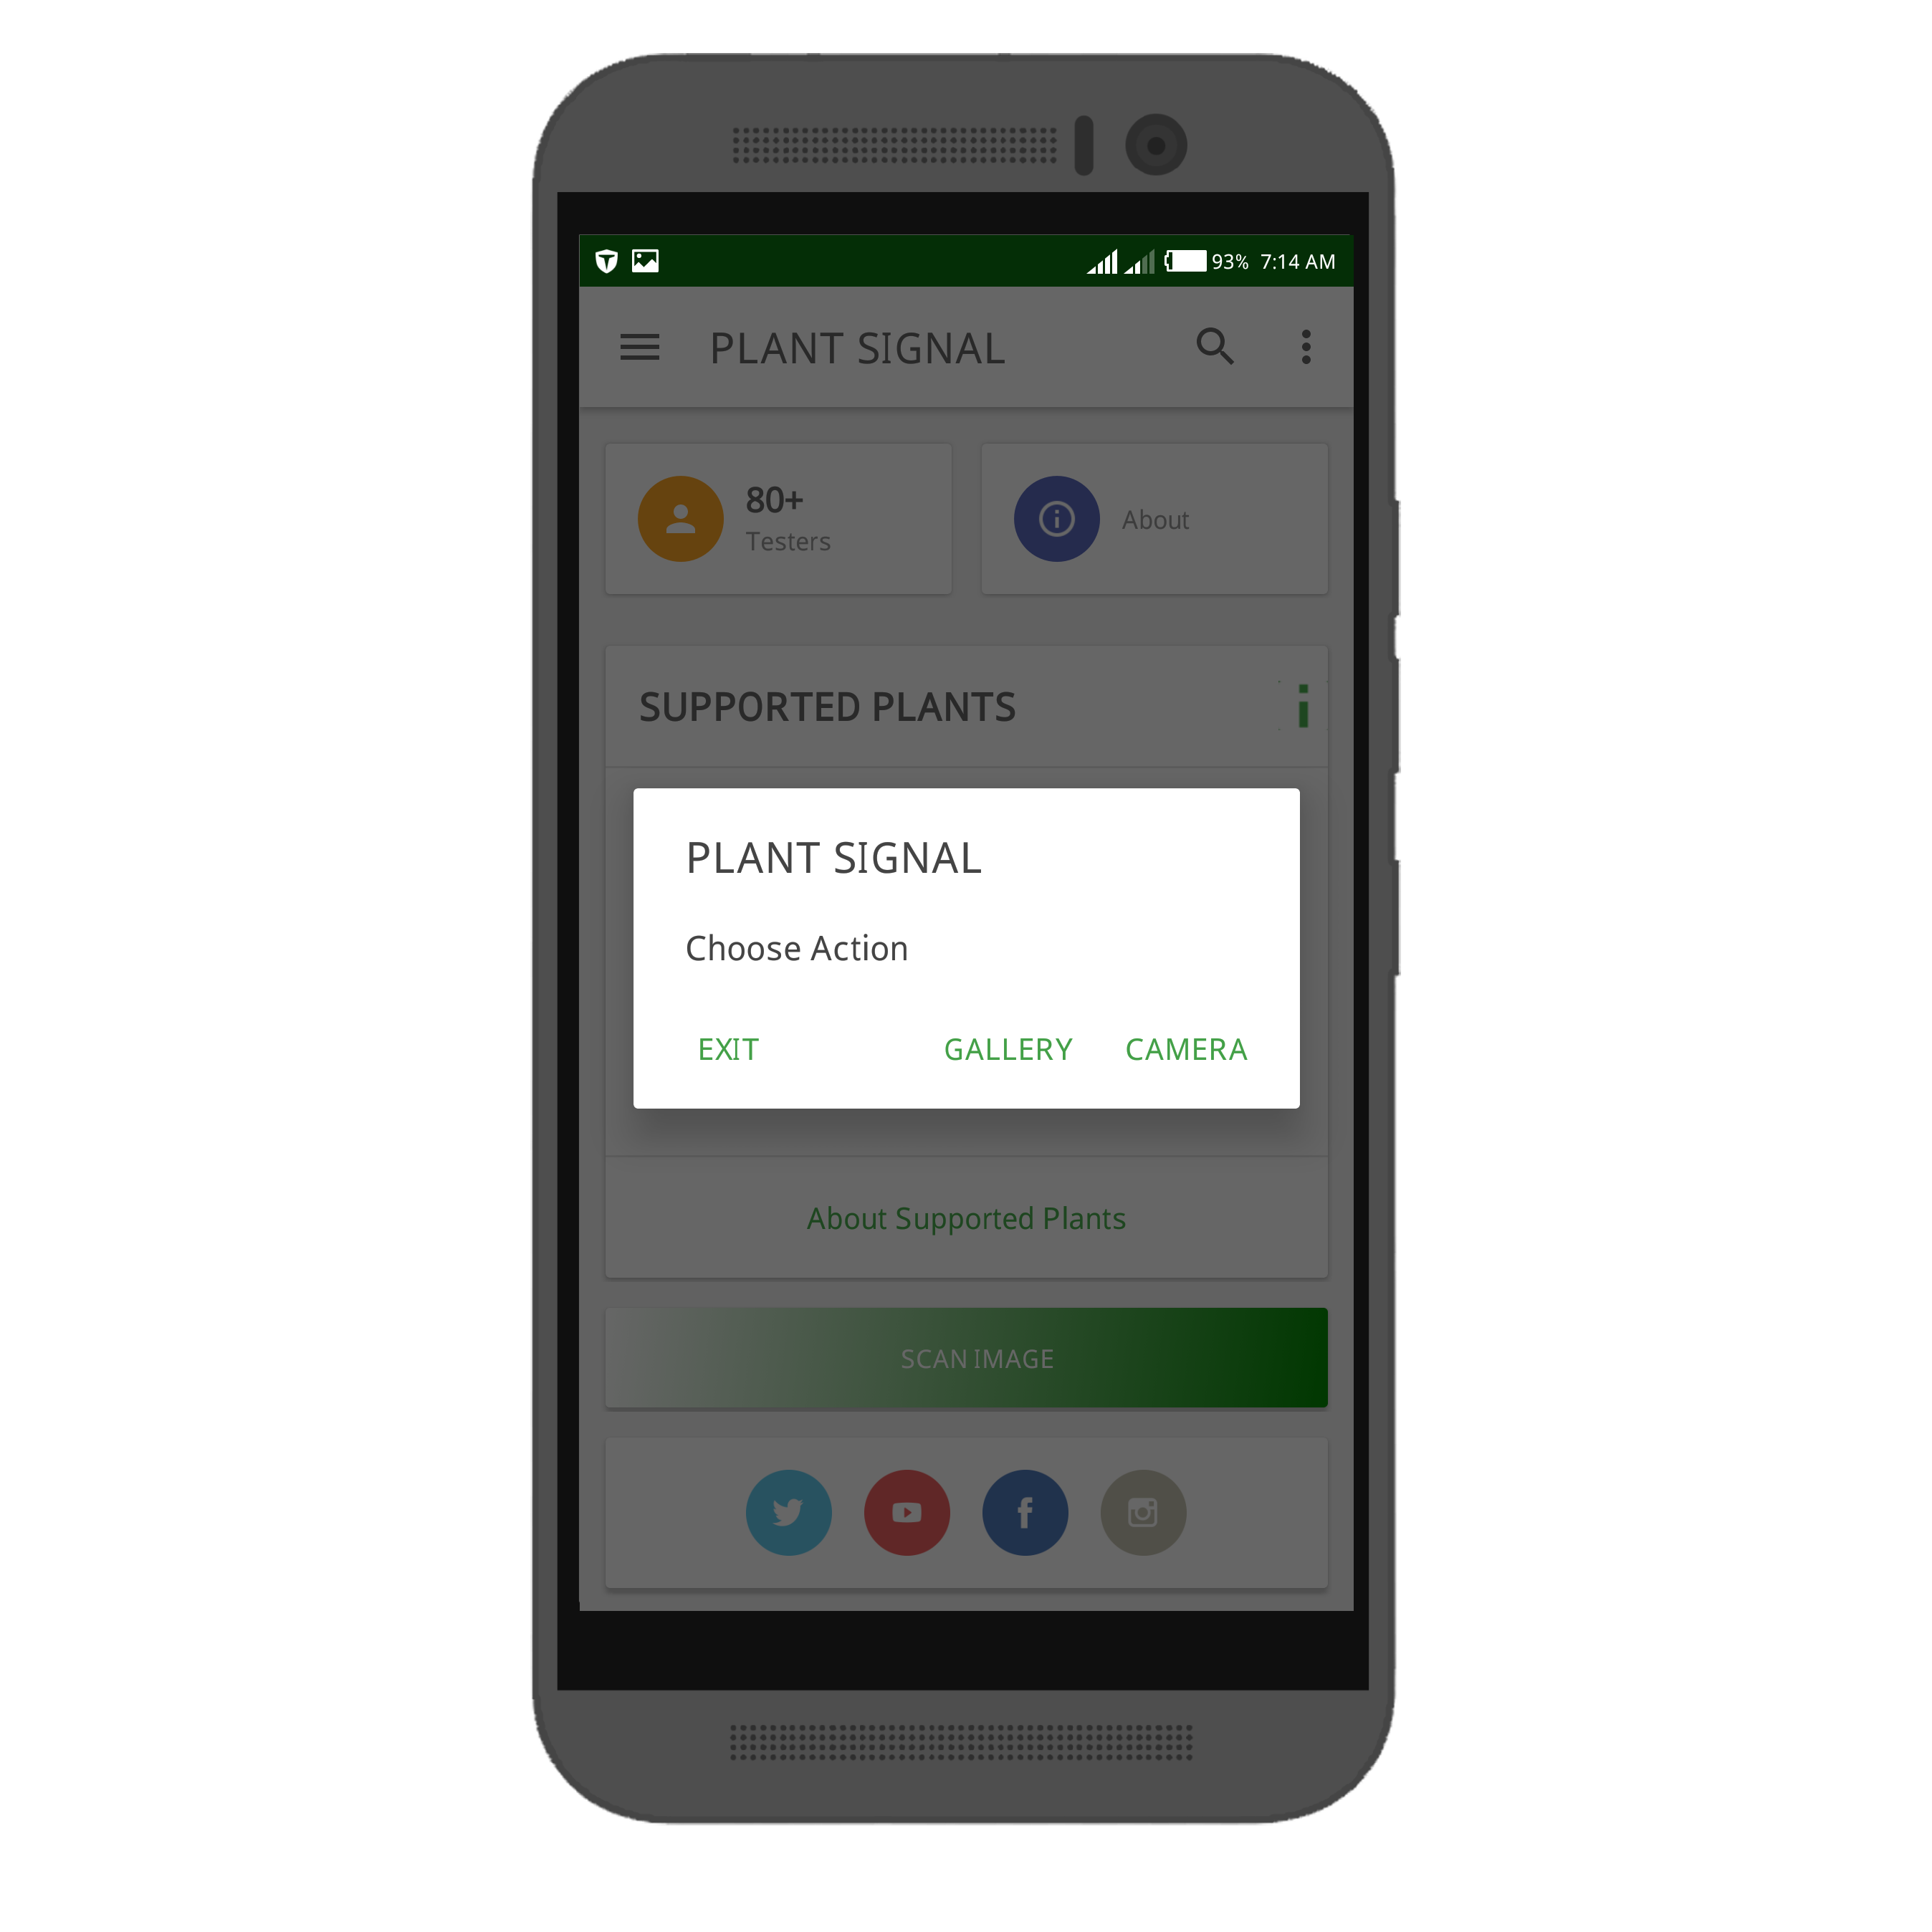 93% 7:14 AM
PLANT SIGNAL
80+
Testers
About
SUPPORTED PLANTS
PLANT SIGNAL
Choose Action
EXIT GALLERY CAMERA
About Supported Plants
SCAN IMAGE